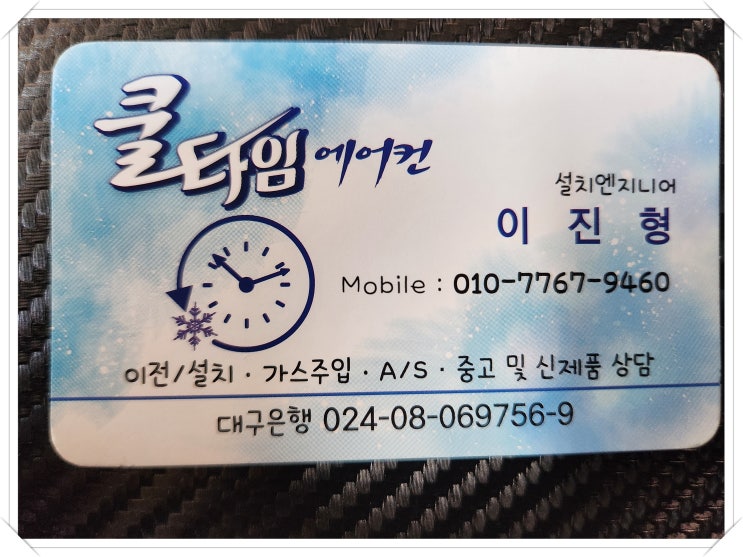 쿨타임 에어컨
설치엔지니어
이 진 형
Mobile : 010-7767-9460
이전/설치 · 가스주입 · A/S · 중고 및 신제품 상담
대구은행 024-08-069756-9